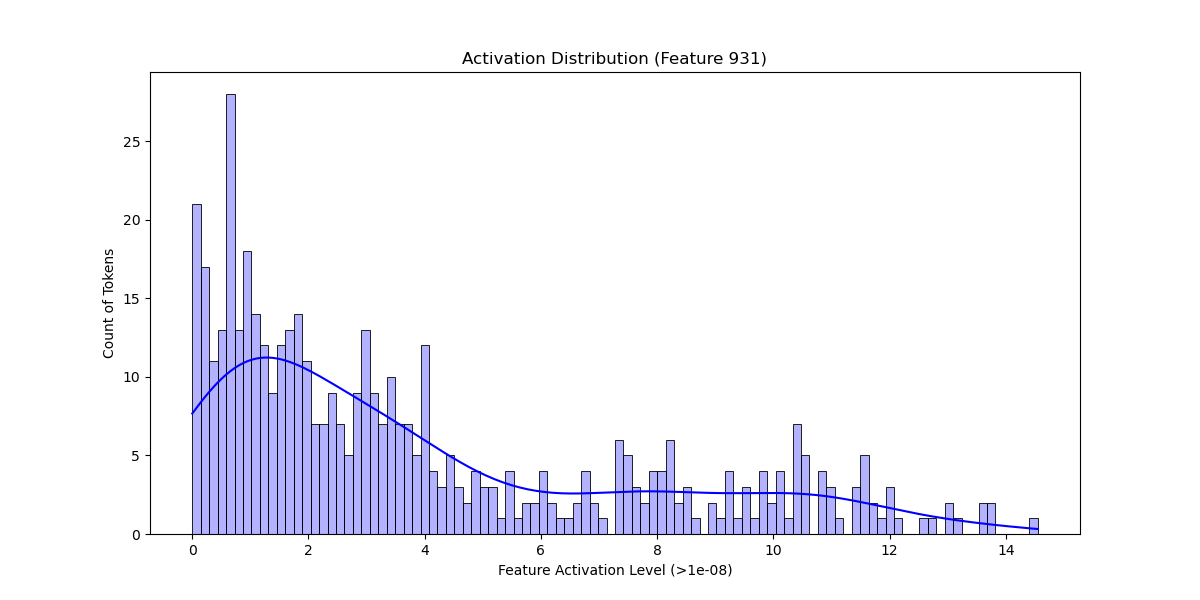 Activation Distribution (Feature 931)
Count of Tokens
25
20
15
10
5
0
0 2 4 6 8 10 12 14
Feature Activation Level (>1e-08)